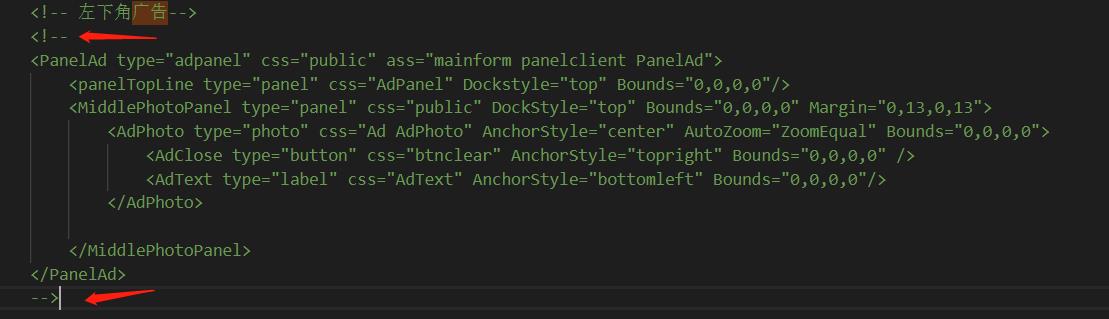 <!-- 左下角广告-->
<!--
<PanelAd type="adpanel" css="public" ass="mainform panelclient PanelAd">
<panelTopLine type="panel" css="AdPanel" Dockstyle="top" Bounds="0,0,0,0"/>
<MiddlePhotoPanel type="panel" css="public" DockStyle="top" Bounds="0,0,0,0" Margin="0,13,0,13">
<AdPhoto type="photo" css="Ad AdPhoto" AnchorStyle="center" AutoZoom="ZoomEqual" Bounds="0,0,0,0">
<AdClose type="button" css="btnclear" AnchorStyle="topright" Bounds="0,0,0,0" />
<AdText type="label" css="AdText" AnchorStyle="bottomleft" Bounds="0,0,0,0"/>
</AdPhoto>
</MiddlePhotoPanel>
</PanelAd>
-->